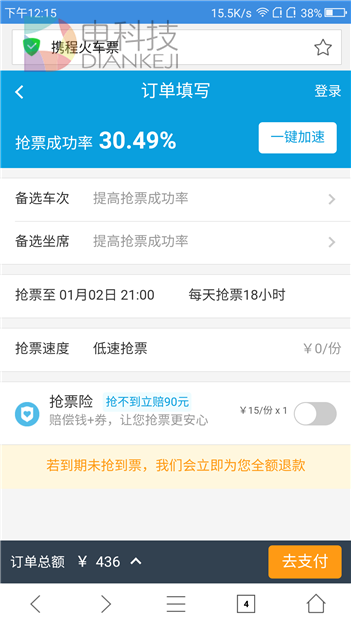 下午12:15 15.5K/s 38%
电科技
DIANKEJI
携程火车票
订单填写 登录
抢票成功率 30.49% 一键加速
备选车次 提高抢票成功率
备选坐席 提高抢票成功率
抢票至 01月02日 21:00 每天抢票18小时
抢票速度 低速抢票 ￥0/份
抢票险 抢不到立赔90元
￥15/份 x 1
赔偿钱+券，让您抢票更安心
若到期未抢到票，我们会立即为您全额退款
订单总额 ￥ 436 去支付
4